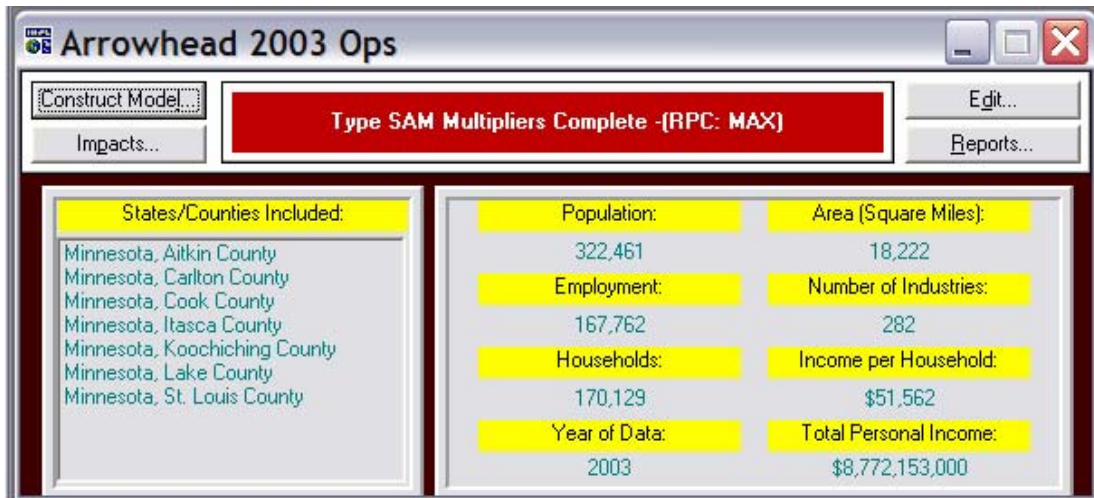 Arrowhead 2003 Ops
Construct Model...
Type SAM Multipliers Complete -(RPC: MAX)
Edit...
Impacts...
Reports...
States/Counties Included:
Minnesota, Aitkin County
Minnesota, Carlton County
Minnesota, Cook County
Minnesota, Itasca County
Minnesota, Koochiching County
Minnesota, Lake County
Minnesota, St. Louis County
Population: Area (Square Miles):
322,461 18,222
Employment: Number of Industries:
167,762 282
Households: Income per Household:
170,129 $51,562
Year of Data: Total Personal Income:
2003 $8,772,153,000